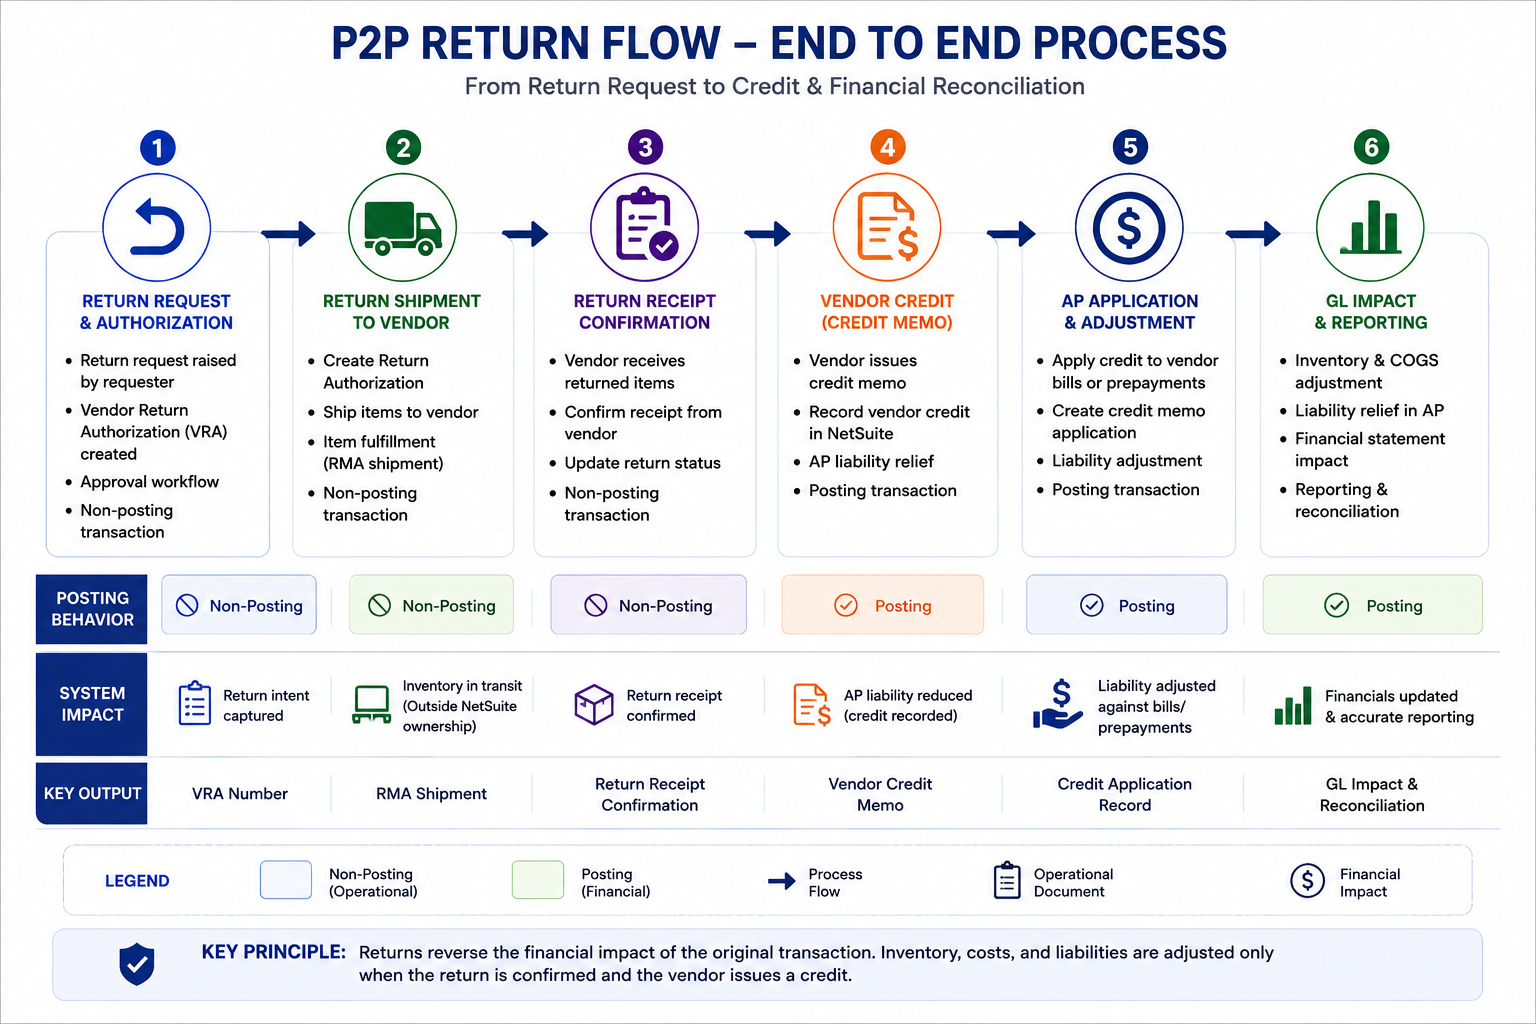 P2P RETURN FLOW – END TO END PROCESS
From Return Request to Credit & Financial Reconciliation
1
RETURN REQUEST
& AUTHORIZATION
• Return request raised
by requester
• Vendor Return
Authorization (VRA)
created
• Approval workflow
• Non-posting
transaction
2
RETURN SHIPMENT
TO VENDOR
• Create Return
Authorization
• Ship items to vendor
• Item fulfillment
(RMA shipment)
• Non-posting
transaction
3
RETURN RECEIPT
CONFIRMATION
• Vendor receives
returned items
• Confirm receipt from
vendor
• Update return status
• Non-posting
transaction
4
VENDOR CREDIT
(CREDIT MEMO)
• Vendor issues
credit memo
• Record vendor credit
in NetSuite
• AP liability relief
• Posting transaction
5
AP APPLICATION
& ADJUSTMENT
• Apply credit to vendor
bills or prepayments
• Create credit memo
application
• Liability adjustment
• Posting transaction
6
GL IMPACT
& REPORTING
• Inventory & COGS
adjustment
• Liability relief in AP
• Financial statement
impact
• Reporting &
reconciliation
POSTING
BEHAVIOR
Non-Posting
Non-Posting
Non-Posting
Posting
Posting
Posting
SYSTEM
IMPACT
Return intent
captured
Inventory in transit
(Outside NetSuite
ownership)
Return receipt
confirmed
AP liability reduced
(credit recorded)
Liability adjusted
against bills/
prepayments
Financials updated
& accurate reporting
KEY OUTPUT
VRA Number
RMA Shipment
Return Receipt
Confirmation
Vendor Credit
Memo
Credit Application
Record
GL Impact &
Reconciliation
LEGEND
Non-Posting
(Operational)
Posting
(Financial)
Process
Flow
Operational
Document
Financial
Impact
KEY PRINCIPLE: Returns reverse the financial impact of the original transaction. Inventory, costs, and liabilities are adjusted only
when the return is confirmed and the vendor issues a credit.